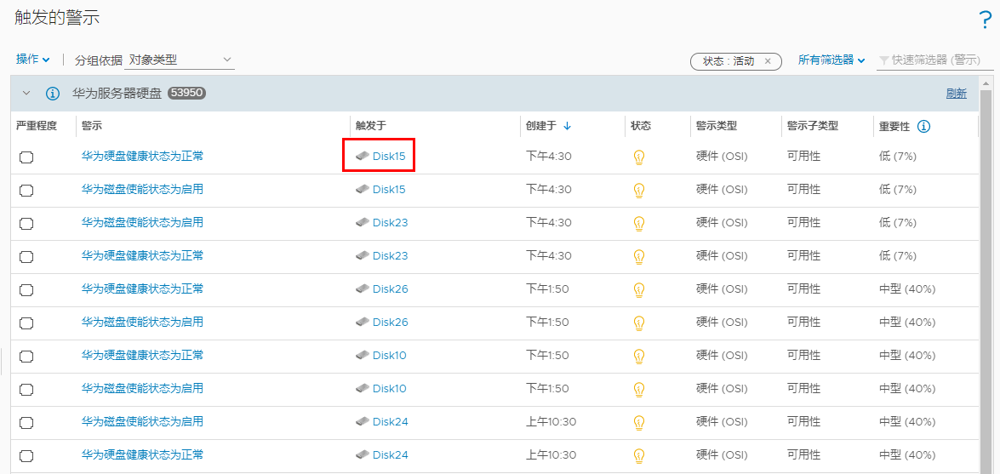 触发的警示
?
操作 分组依据 对象类型 状态 : 活动 × 所有筛选器 快速筛选器 (警示)
华为服务器硬盘 53950 刷新
严重程度 警示 触发于 创建于 ↓ 状态 警示类型 警示子类型 重要性
华为硬盘健康状态为正常 Disk15 下午4:30 硬件 (OSI) 可用性 低 (7%)
华为磁盘使能状态为启用 Disk15 下午4:30 硬件 (OSI) 可用性 低 (7%)
华为磁盘使能状态为启用 Disk23 下午4:30 硬件 (OSI) 可用性 低 (7%)
华为硬盘健康状态为正常 Disk23 下午4:30 硬件 (OSI) 可用性 低 (7%)
华为硬盘健康状态为正常 Disk26 下午1:50 硬件 (OSI) 可用性 中型 (40%)
华为磁盘使能状态为启用 Disk26 下午1:50 硬件 (OSI) 可用性 中型 (40%)
华为硬盘健康状态为正常 Disk10 下午1:50 硬件 (OSI) 可用性 中型 (40%)
华为磁盘使能状态为启用 Disk10 下午1:50 硬件 (OSI) 可用性 中型 (40%)
华为磁盘使能状态为启用 Disk24 上午10:30 硬件 (OSI) 可用性 中型 (40%)
华为硬盘健康状态为正常 Disk24 上午10:30 硬件 (OSI) 可用性 中型 (40%)